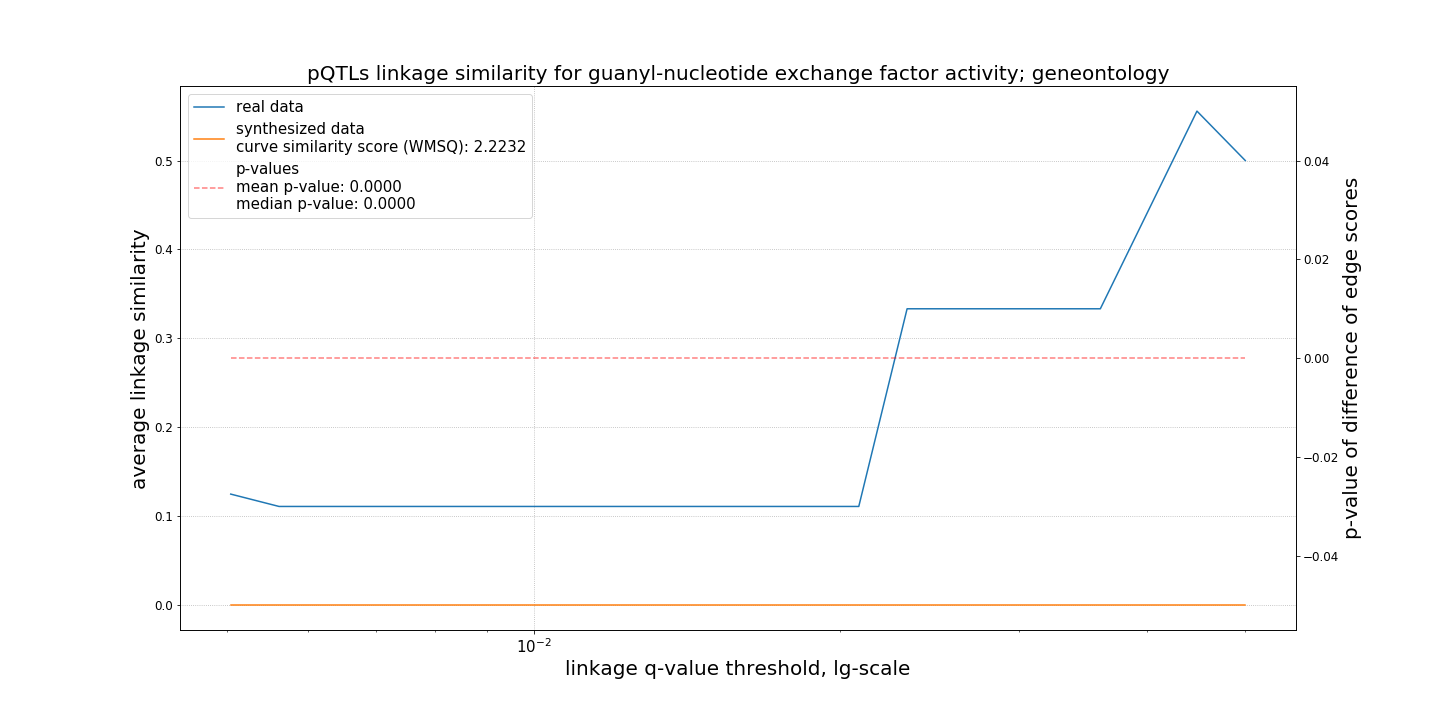 pQTLs linkage similarity for guanyl-nucleotide exchange factor activity; geneontology
real data
synthesized data
curve similarity score (WMSQ): 2.2232
p-values
mean p-value: 0.0000
median p-value: 0.0000
average linkage similarity
0.5
0.4
0.3
0.2
0.1
0.0
0.04
0.02
0.00
−0.02
−0.04
p-value of difference of edge scores
10⁻²
linkage q-value threshold, lg-scale